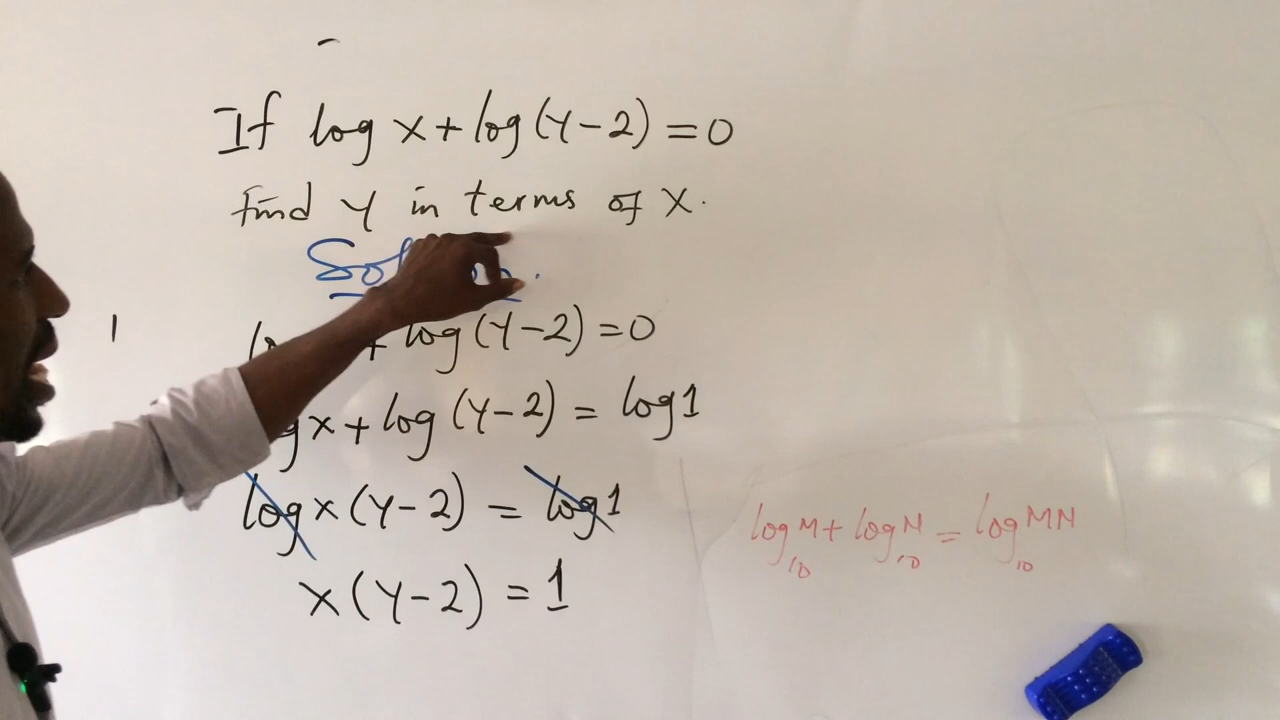 If log x + log (Y - 2) = 0
Find Y in terms of X.
+ log (Y - 2) = 0
x + log (Y - 2) = log 1
log x (Y - 2) = log 1
x (Y - 2) = 1
log₁₀ M + log₁₀ N = log₁₀ MN